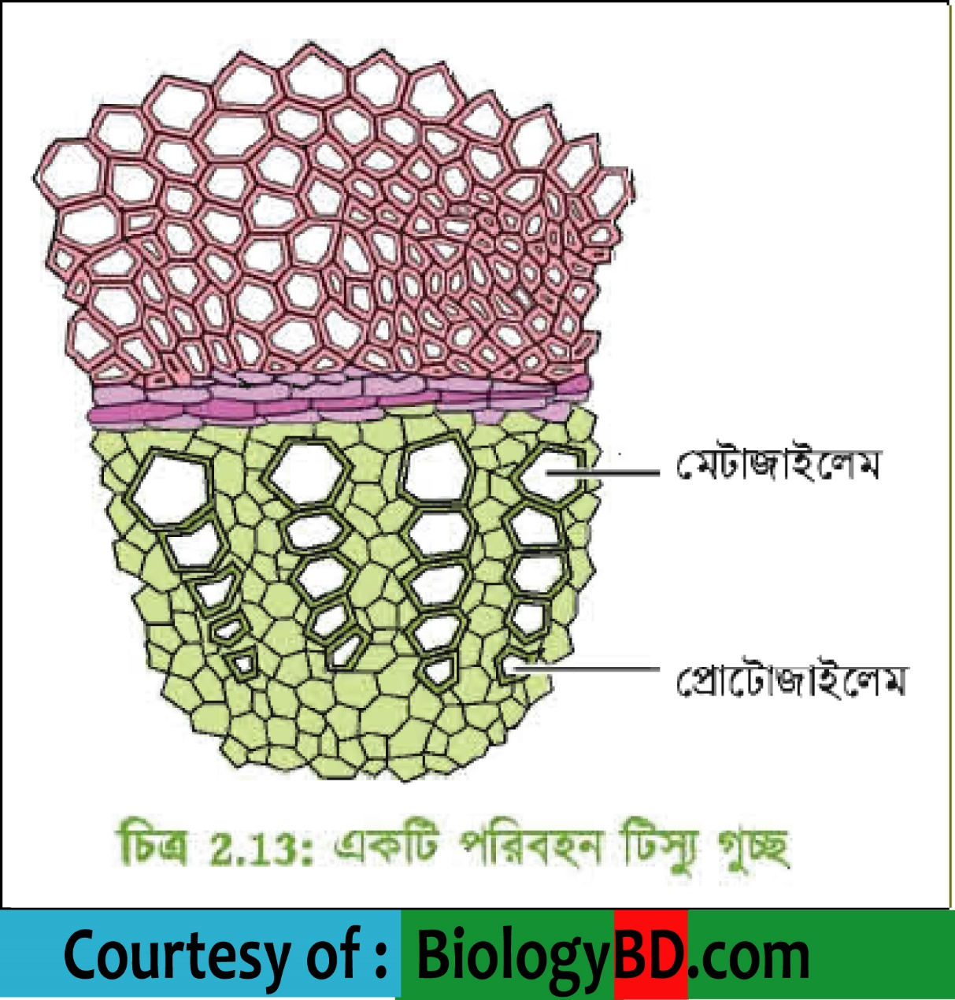 মেটাজাইলেম
প্রোটোজাইলেম
চিত্র 2.13: একটি পরিবহন টিস্যু গুচ্ছ
Courtesy of : BiologyBD.com